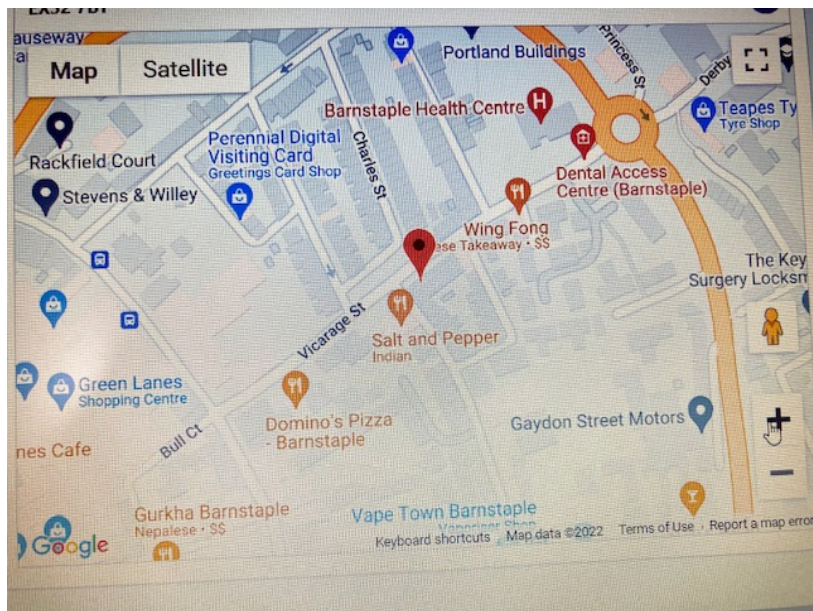 Map
Satellite
Portland Buildings
Princess St
Derby
Barnstaple Health Centre
H
Teapes Ty
Tyre Shop
Perennial Digital
Visiting Card
Greetings Card Shop
Charles St
Rackfield Court
Stevens & Willey
Dental Access
Centre (Barnstaple)
Wing Fong
ese Takeaway · $$
The Key
Surgery Locksm
Vicarage St
Salt and Pepper
Indian
Green Lanes
Shopping Centre
Domino's Pizza
- Barnstaple
Gaydon Street Motors
Bull Ct
nes Cafe
Gurkha Barnstaple
Nepalese · $$
Vape Town Barnstaple
Google
Keyboard shortcuts
Map data ©2022
Terms of Use
Report a map error